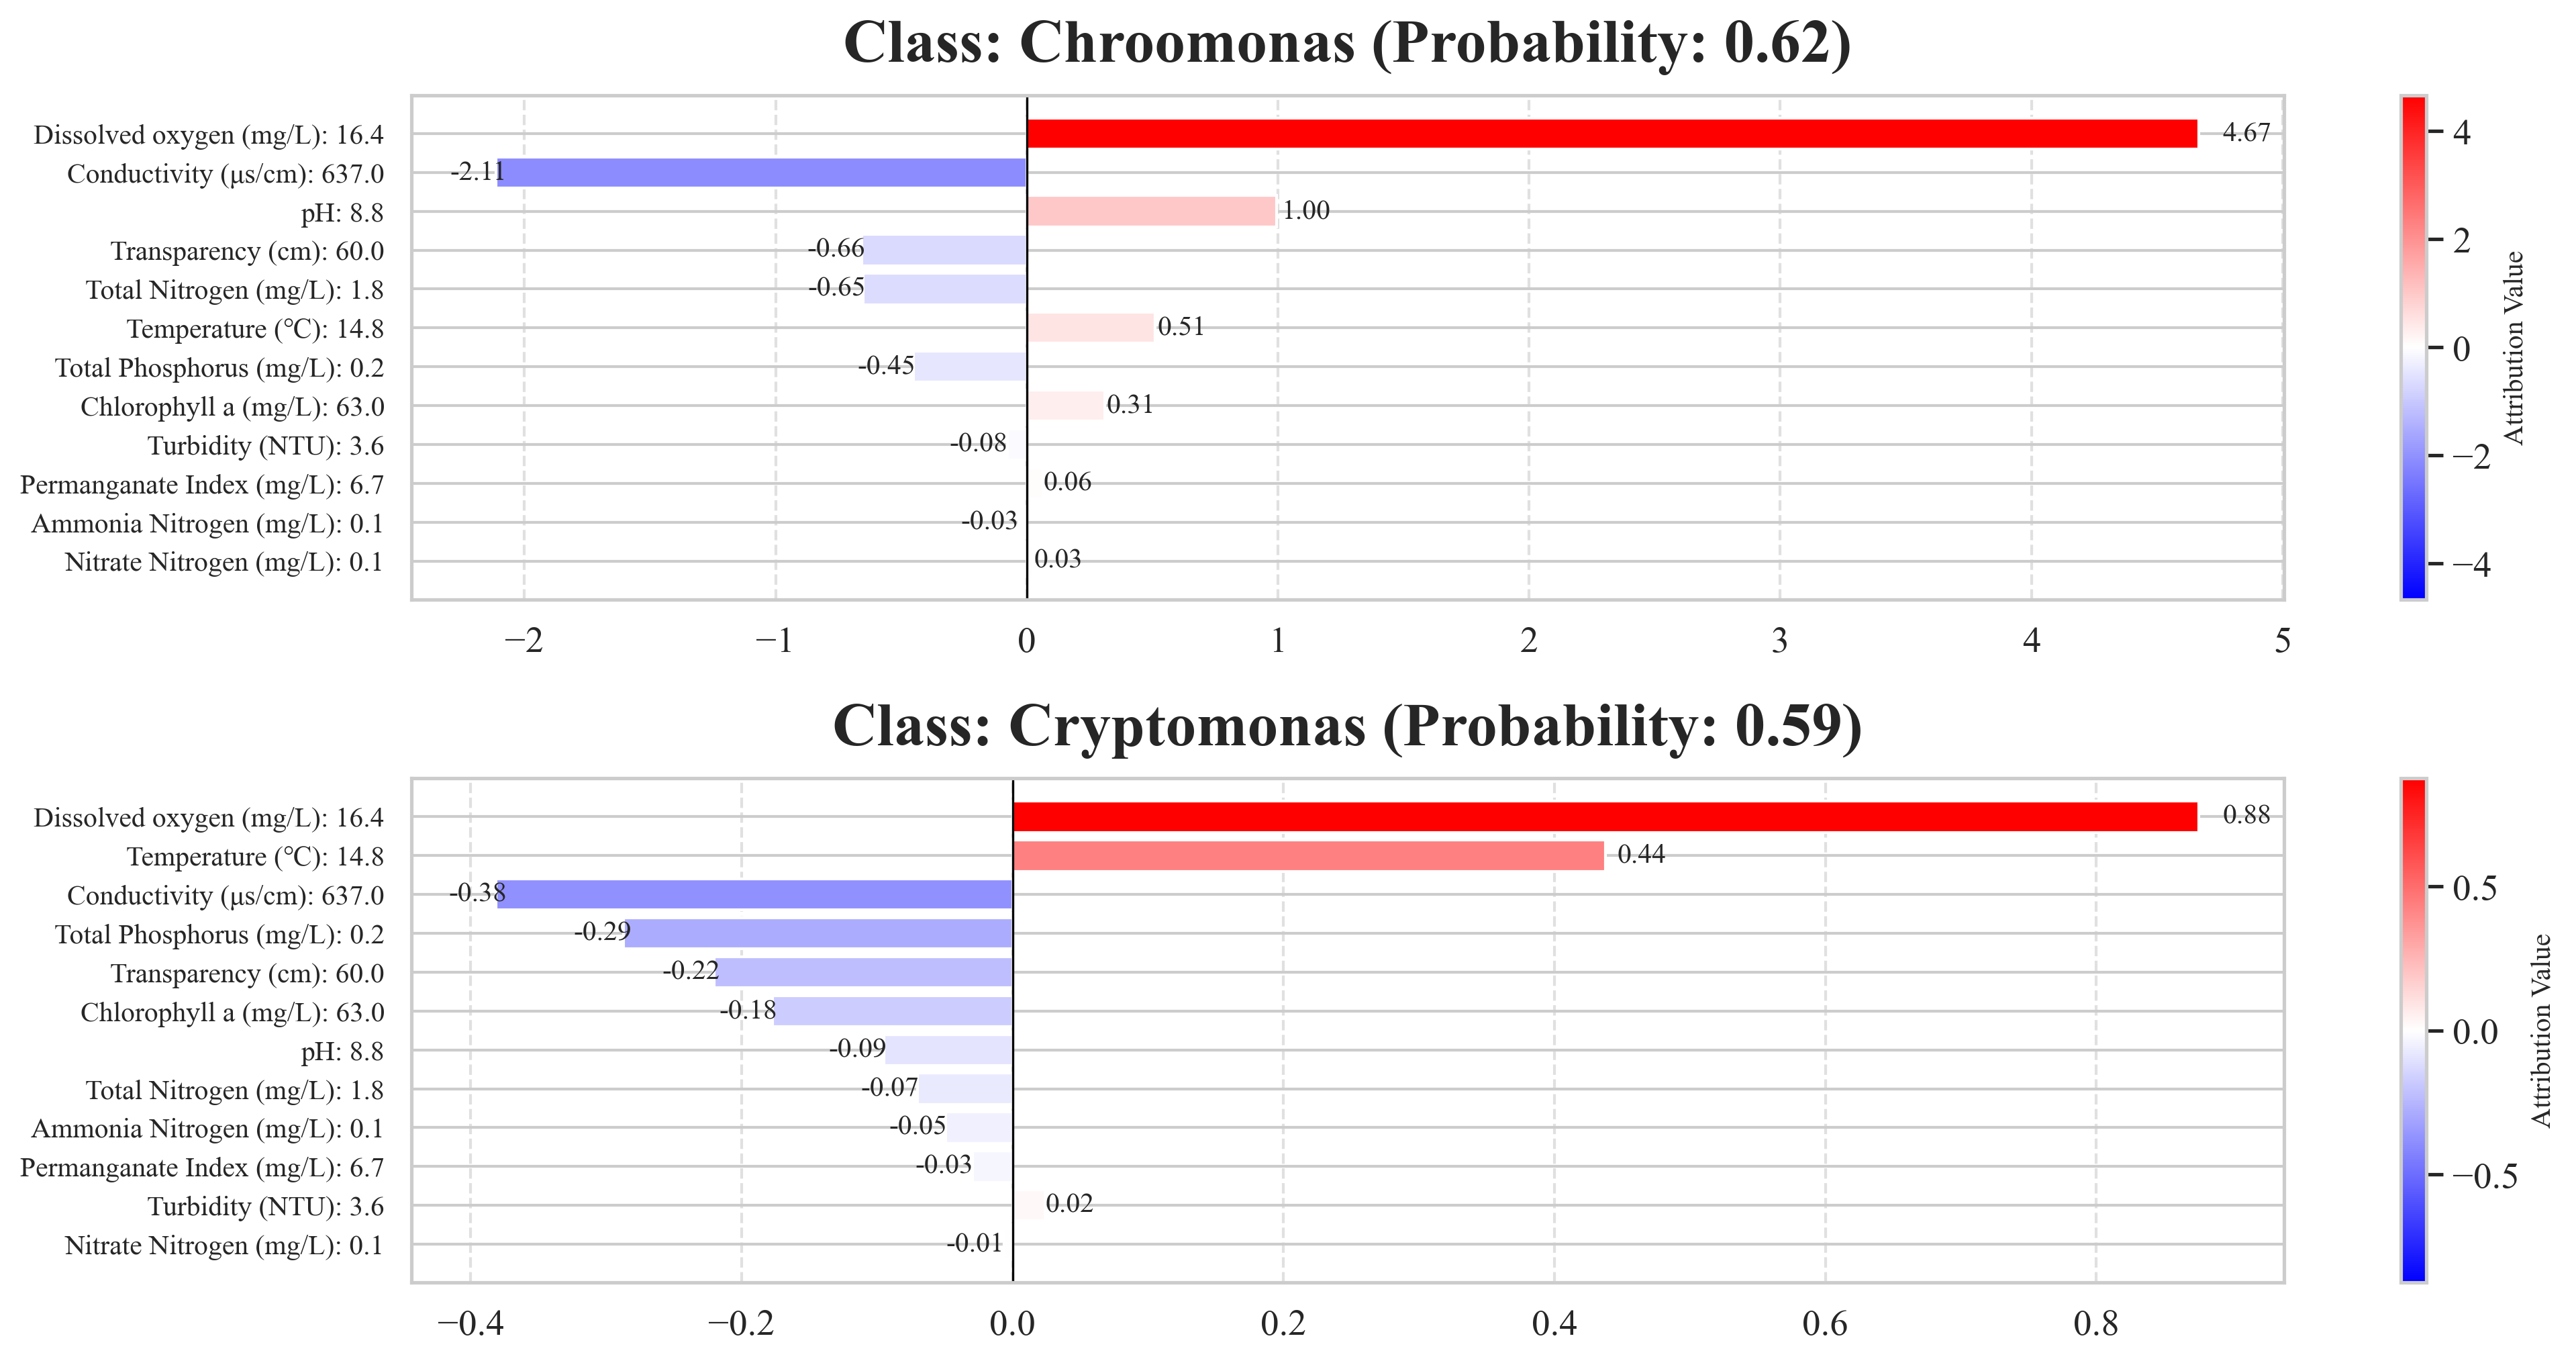 Class: Chroomonas (Probability: 0.62)
Dissolved oxygen (mg/L): 16.4
4.67
Conductivity (μs/cm): 637.0
-2.11
pH: 8.8
1.00
Transparency (cm): 60.0
-0.66
Total Nitrogen (mg/L): 1.8
-0.65
Temperature (℃): 14.8
0.51
Total Phosphorus (mg/L): 0.2
-0.45
Chlorophyll a (mg/L): 63.0
0.31
Turbidity (NTU): 3.6
-0.08
Permanganate Index (mg/L): 6.7
0.06
Ammonia Nitrogen (mg/L): 0.1
-0.03
Nitrate Nitrogen (mg/L): 0.1
0.03
−2 −1 0 1 2 3 4 5
4
2
0
−2
−4
Attribution Value
Class: Cryptomonas (Probability: 0.59)
Dissolved oxygen (mg/L): 16.4
0.88
Temperature (℃): 14.8
0.44
Conductivity (μs/cm): 637.0
-0.38
Total Phosphorus (mg/L): 0.2
-0.29
Transparency (cm): 60.0
-0.22
Chlorophyll a (mg/L): 63.0
-0.18
pH: 8.8
-0.09
Total Nitrogen (mg/L): 1.8
-0.07
Ammonia Nitrogen (mg/L): 0.1
-0.05
Permanganate Index (mg/L): 6.7
-0.03
Turbidity (NTU): 3.6
0.02
Nitrate Nitrogen (mg/L): 0.1
-0.01
−0.4 −0.2 0.0 0.2 0.4 0.6 0.8
0.5
0.0
−0.5
Attribution Value